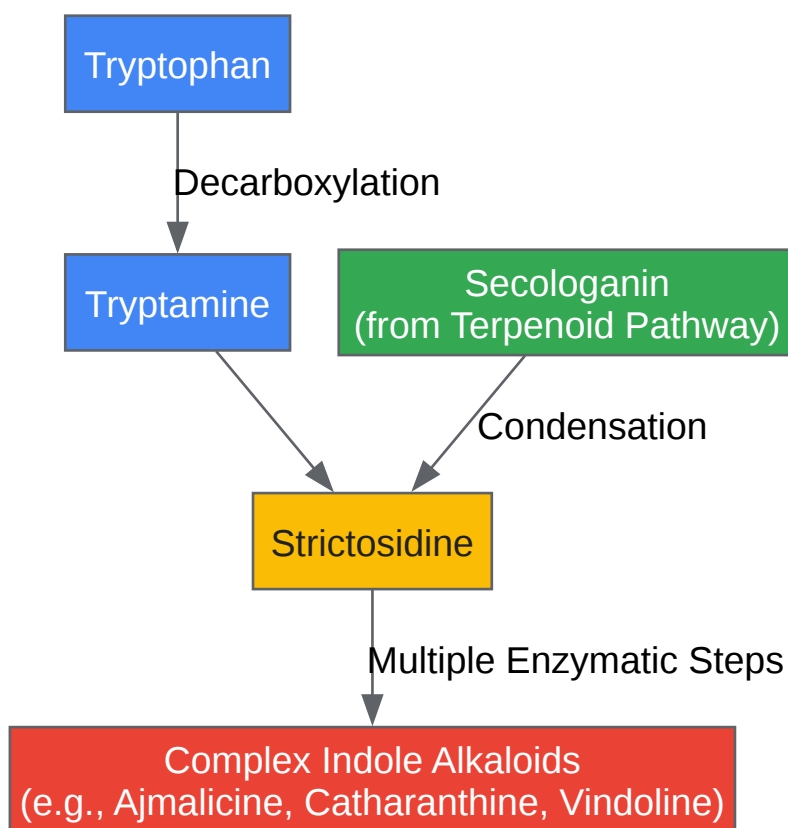 Tryptophan
Decarboxylation
Tryptamine
Secologanin
(from Terpenoid Pathway)
Condensation
Strictosidine
Multiple Enzymatic Steps
Complex Indole Alkaloids
(e.g., Ajmalicine, Catharanthine, Vindoline)